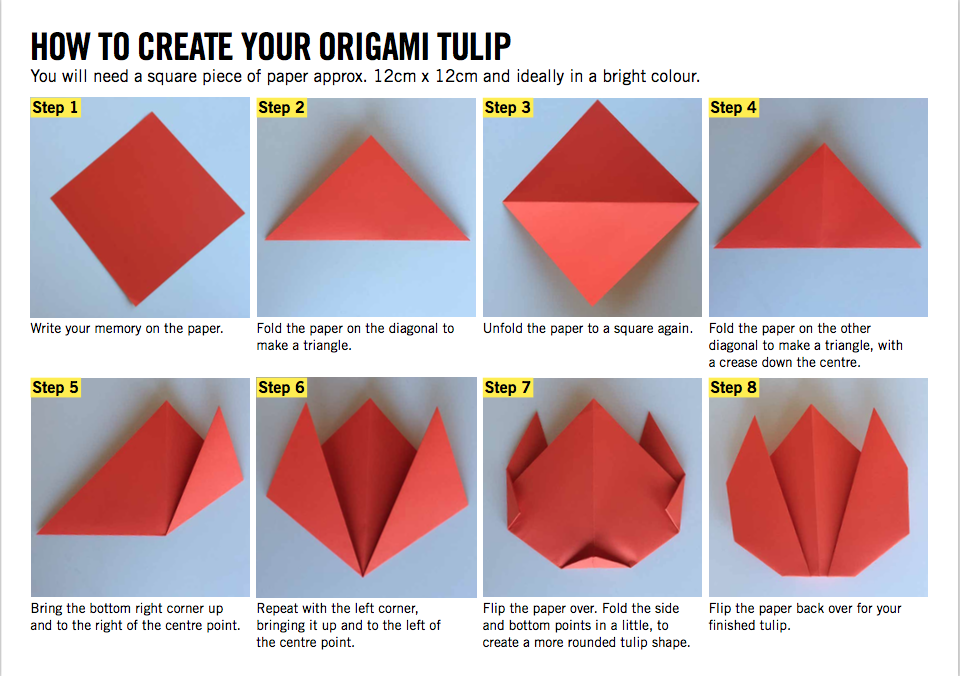 HOW TO CREATE YOUR ORIGAMI TULIP
You will need a square piece of paper approx. 12cm x 12cm and ideally in a bright colour.
Step 1
Write your memory on the paper.
Step 2
Fold the paper on the diagonal to
make a triangle.
Step 3
Unfold the paper to a square again.
Step 4
Fold the paper on the other
diagonal to make a triangle, with
a crease down the centre.
Step 5
Bring the bottom right corner up
and to the right of the centre point.
Step 6
Repeat with the left corner,
bringing it up and to the left of
the centre point.
Step 7
Flip the paper over. Fold the side
and bottom points in a little, to
create a more rounded tulip shape.
Step 8
Flip the paper back over for your
finished tulip.